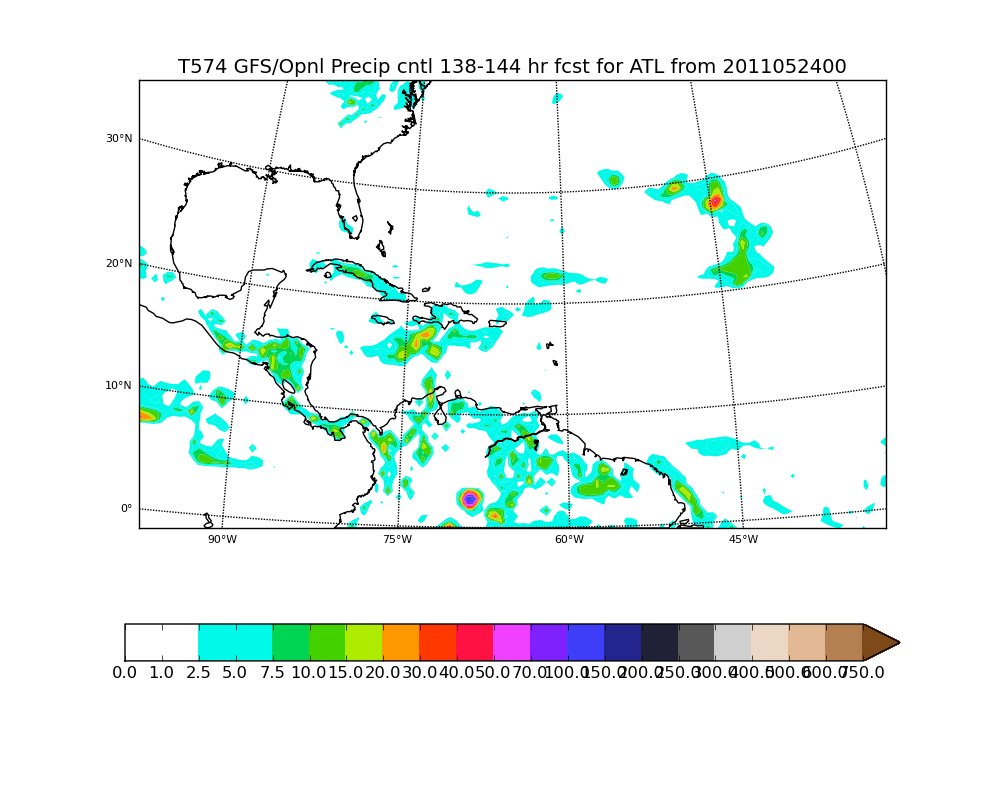 T574 GFS/Opnl Precip cntl 138-144 hr fcst for ATL from 2011052400
30°N
20°N
10°N
0°
90°W 75°W 60°W 45°W
0.0 1.0 2.5 5.0 7.5 10.0 15.0 20.0 30.0 40.0 50.0 70.0 100.0 150.0 200.0 250.0 300.0 400.0 500.0 600.0 750.0